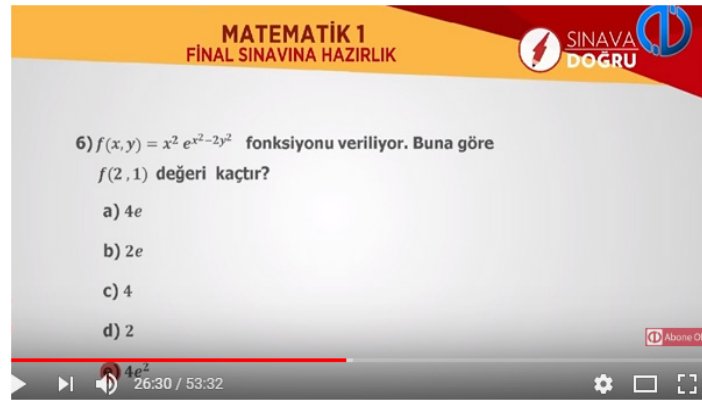 MATEMATİK 1
FİNAL SINAVINA HAZIRLIK
SINAVA
DOĞRU
6) f(x, y) = x² e^{x²−2y²} fonksiyonu veriliyor. Buna göre
f(2 , 1) değeri kaçtır?
a) 4e
b) 2e
c) 4
d) 2
Abone Ol
e) 4e²
26:30 / 53:32